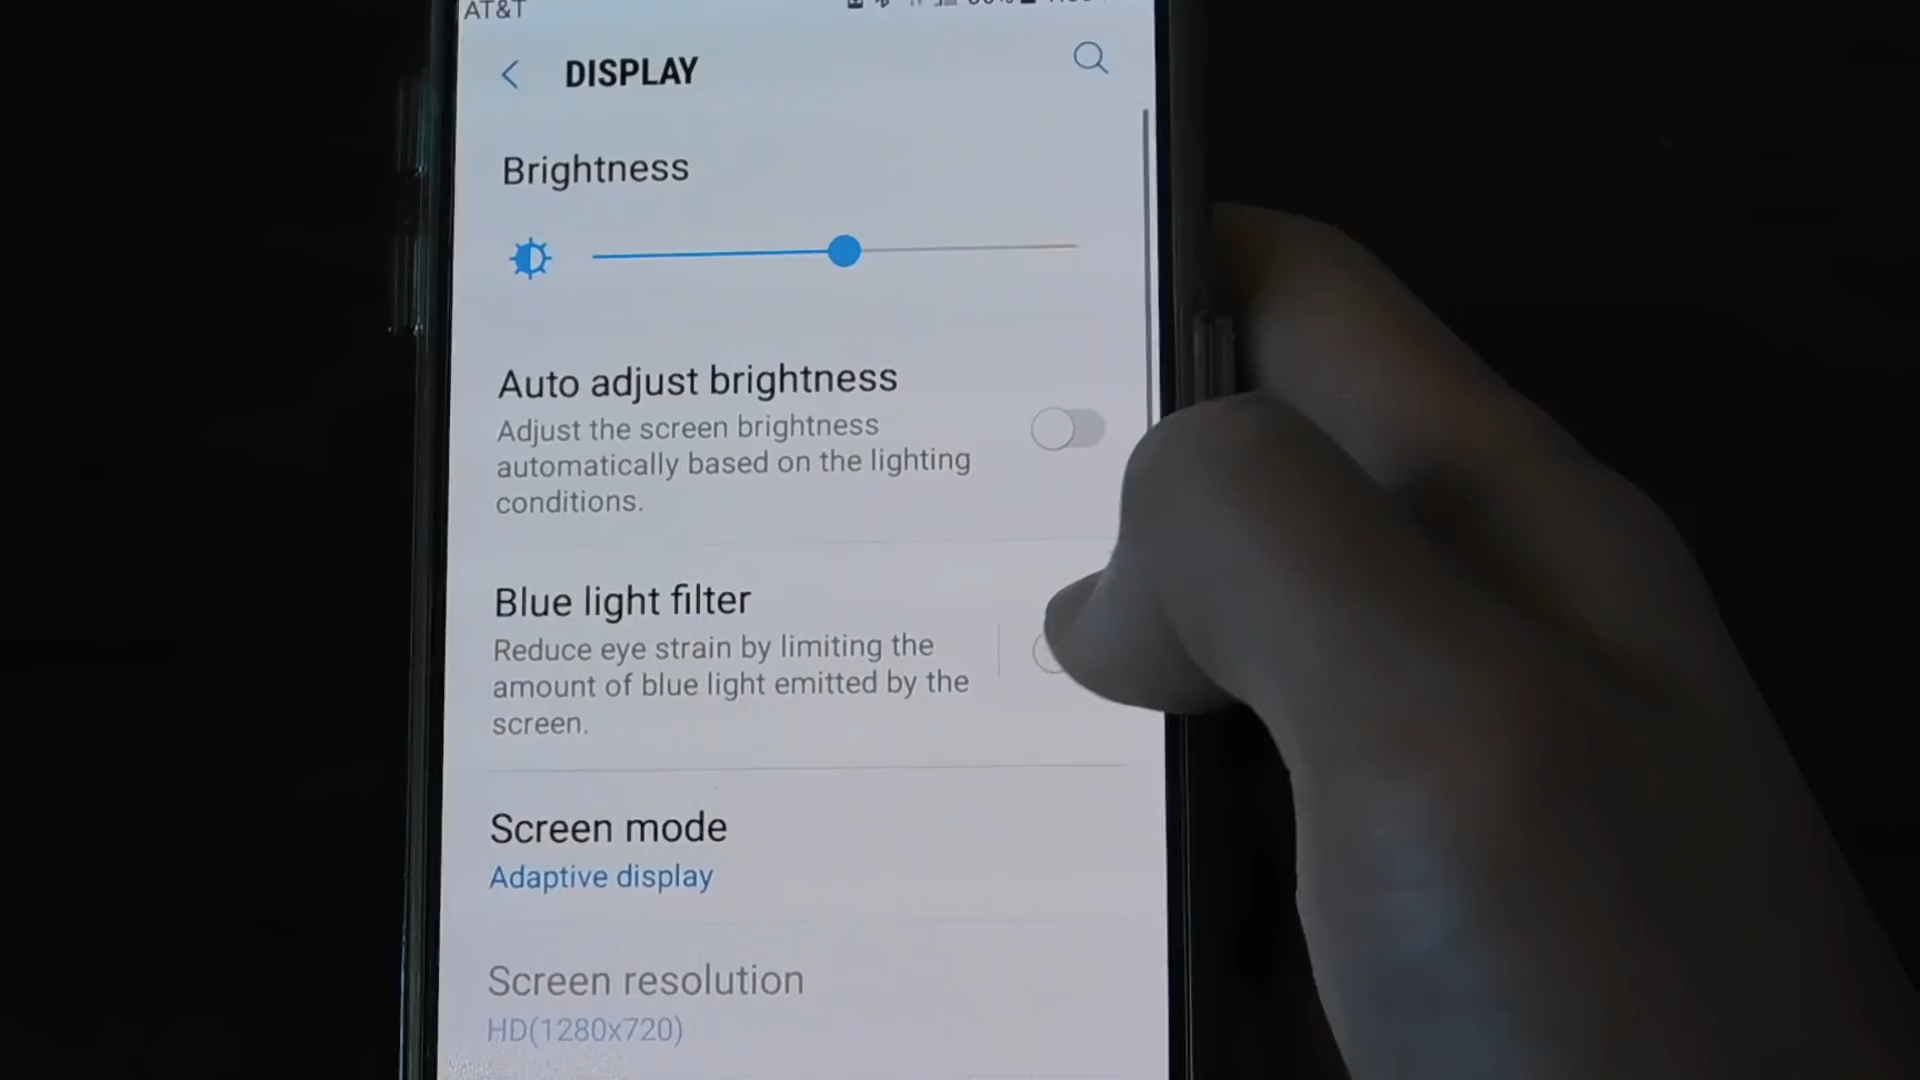 AT&T
DISPLAY
Brightness
Auto adjust brightness
Adjust the screen brightness
automatically based on the lighting
conditions.
Blue light filter
Reduce eye strain by limiting the
amount of blue light emitted by the
screen.
Screen mode
Adaptive display
Screen resolution
HD(1280x720)